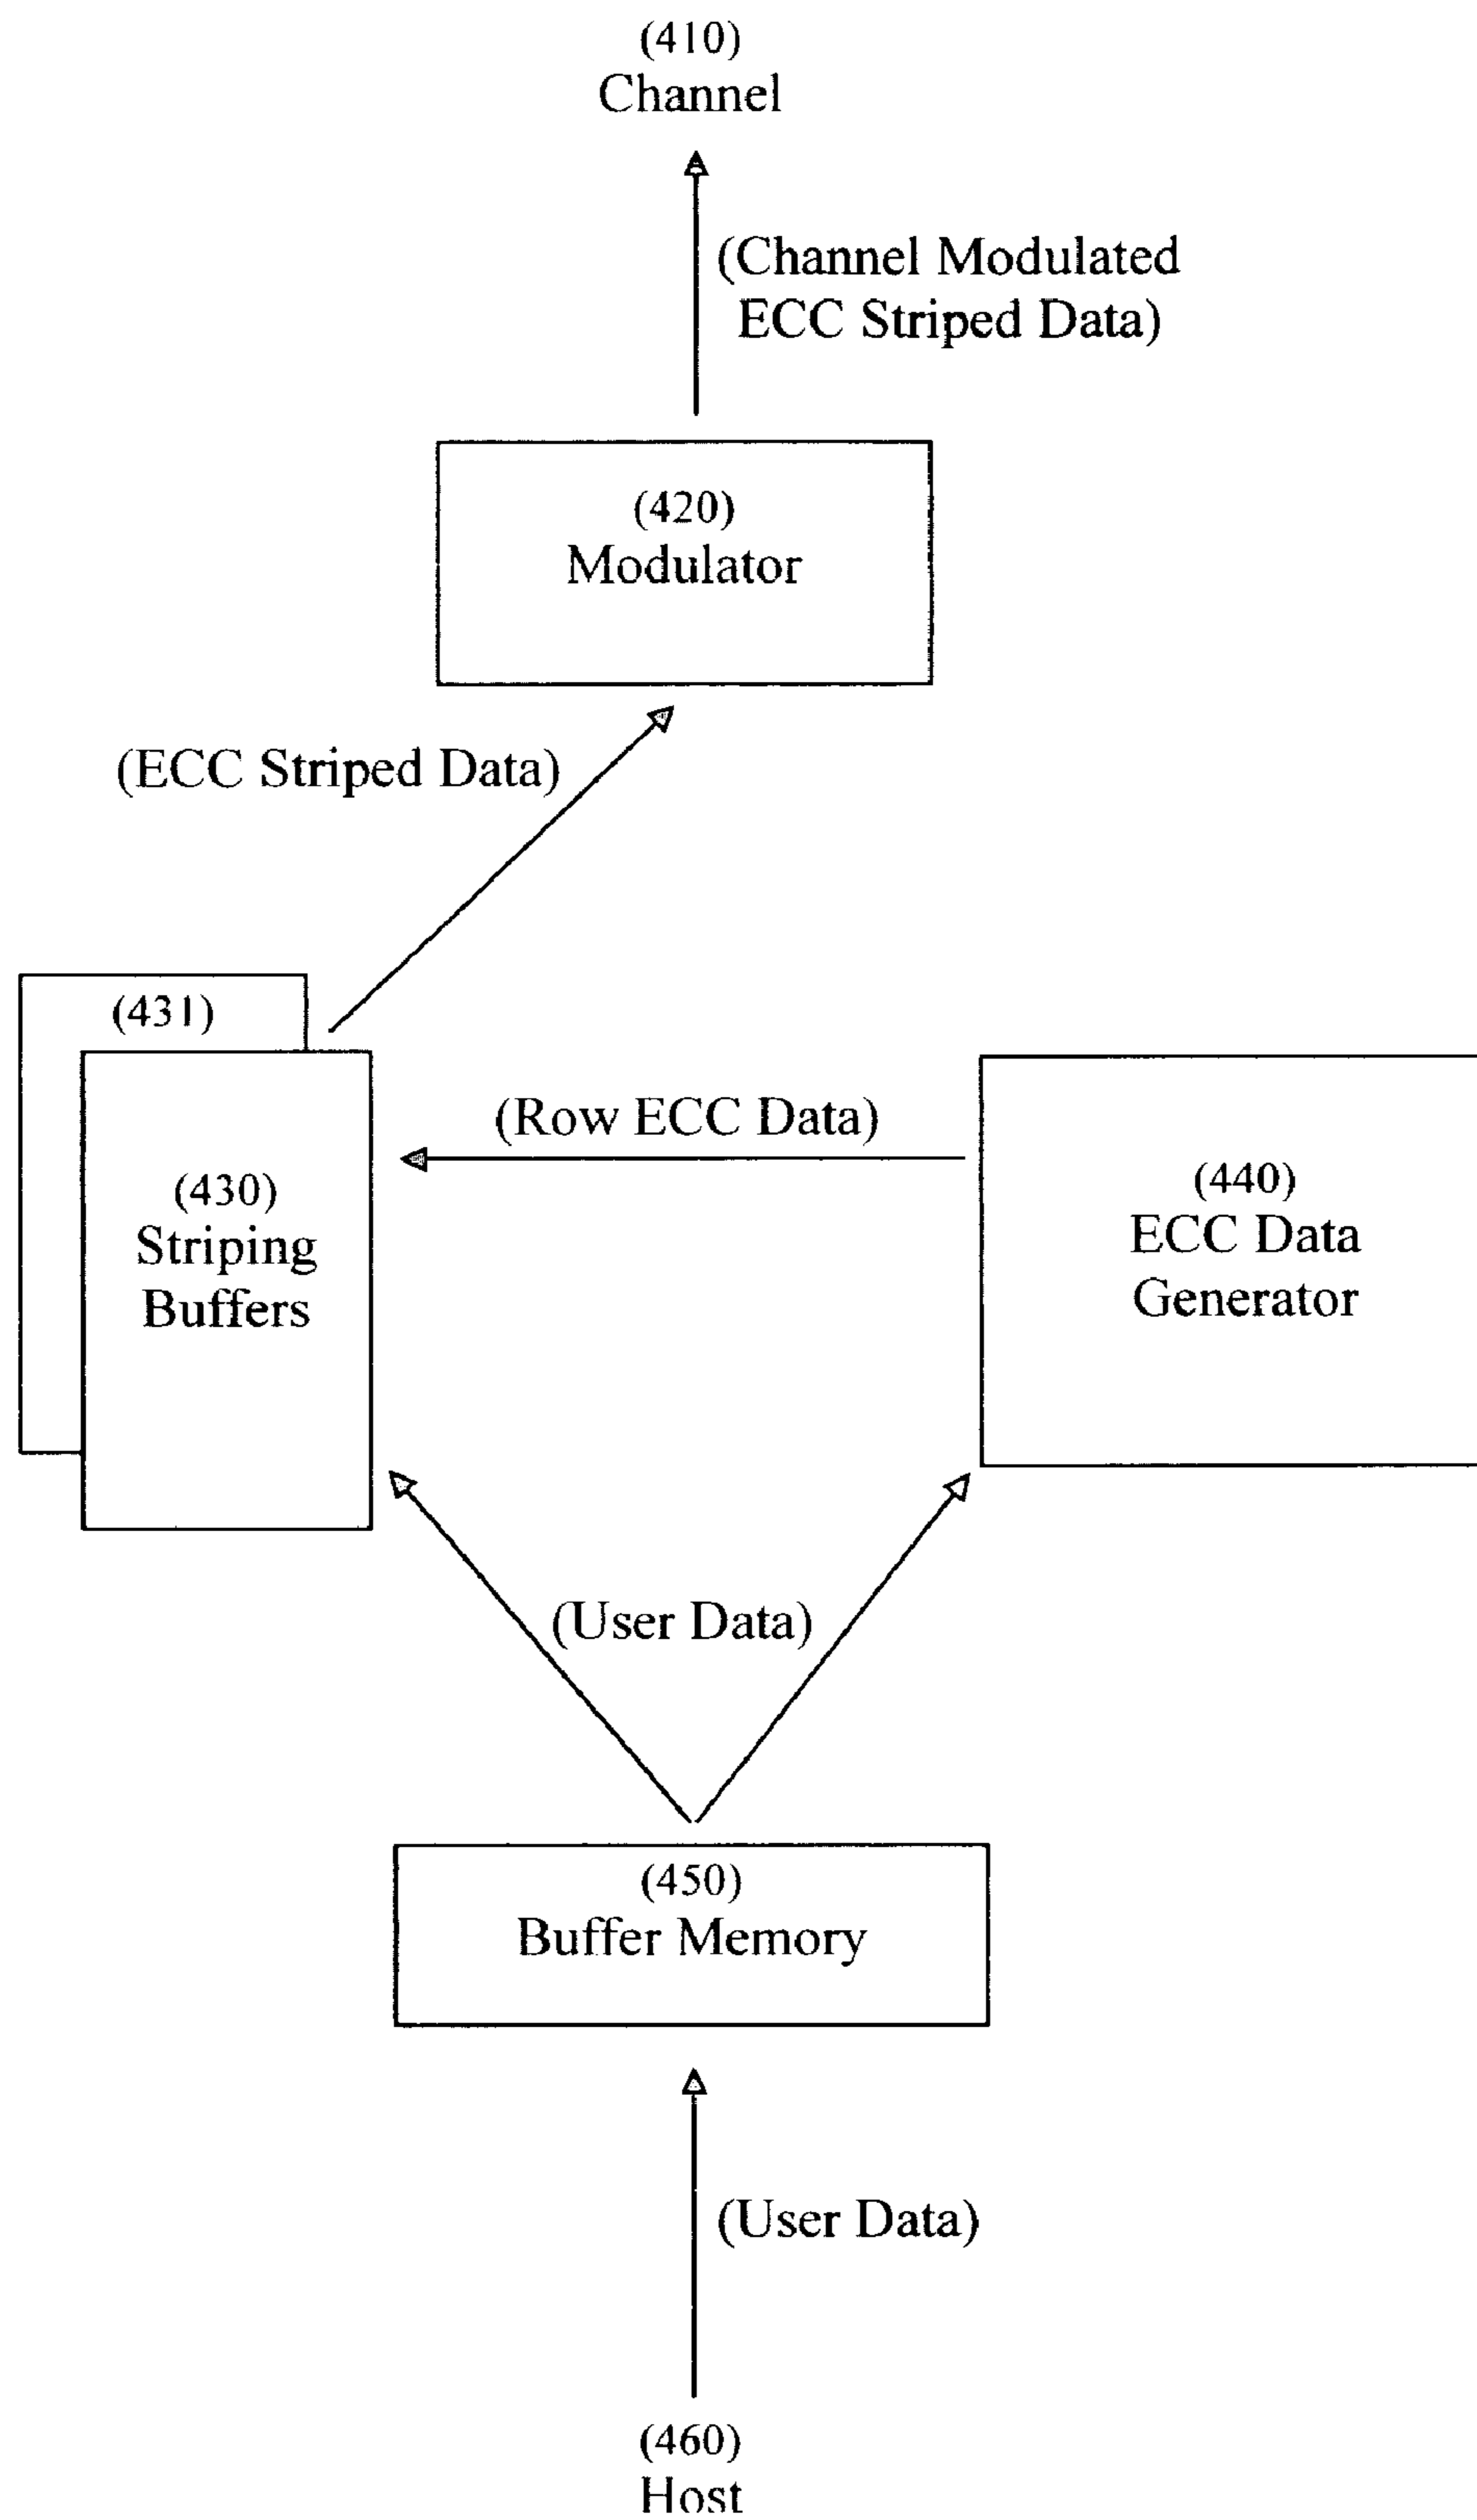 (410)
Channel
(Channel Modulated
ECC Striped Data)
(420)
Modulator
(ECC Striped Data)
(431)
(430)
Striping
Buffers
(Row ECC Data)
(440)
ECC Data
Generator
(User Data)
(450)
Buffer Memory
(User Data)
(460)
Host